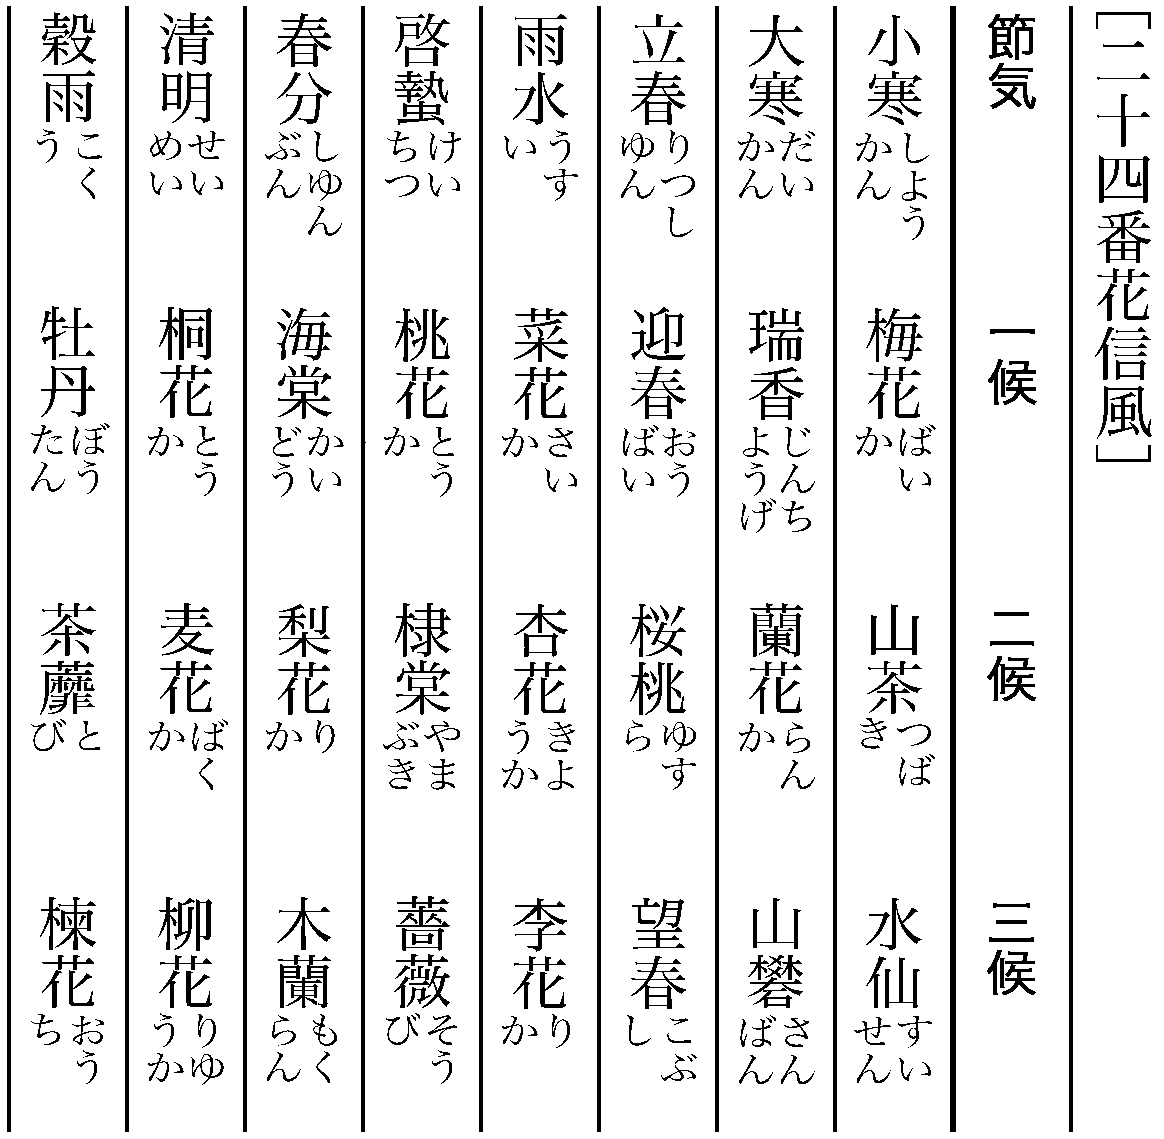 ［二十四番花信風］
節気 一候 二候 三候
小寒しようかん 梅花ばいか 山茶つばき 水仙すいせん
大寒だいかん 瑞香じんちようげ 蘭花らんか 山礬さんばん
立春りつしゆん 迎春おうばい 桜桃ゆすら 望春こぶし
雨水うすい 菜花さいか 杏花きようか 李花りか
啓蟄けいちつ 桃花とうか 棣棠やまぶき 薔薇そうび
春分しゆんぶん 海棠かいどう 梨花りか 木蘭もくらん
清明せいめい 桐花とうか 麦花ばくか 柳花りゆうか
穀雨こくう 牡丹ぼうたん 茶蘼とび 楝花おうち